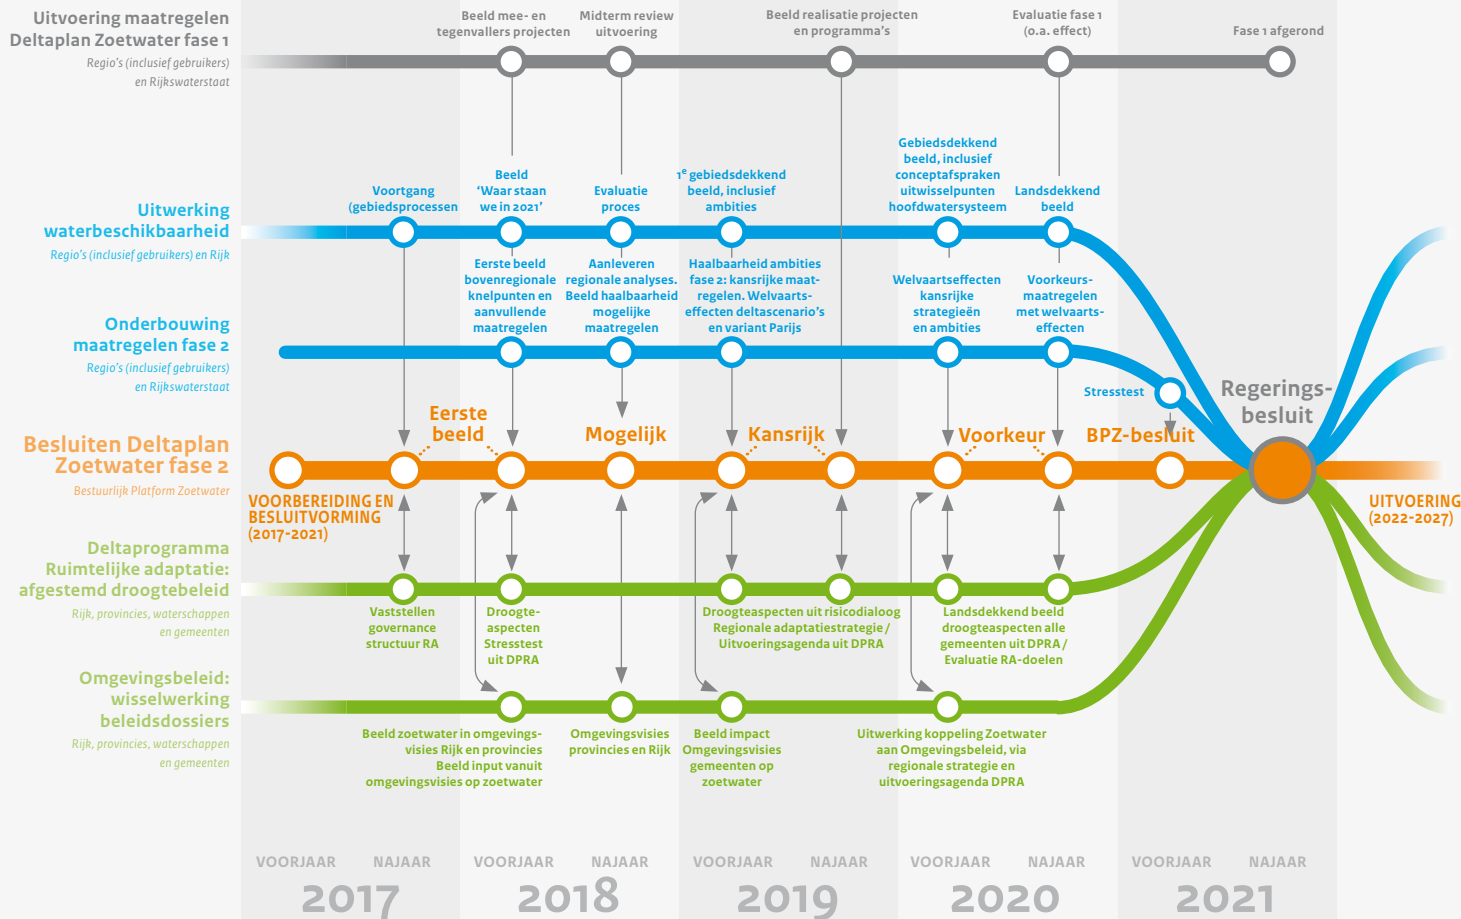 Uitvoering maatregelen
Deltaplan Zoetwater fase 1
Regio's (inclusief gebruikers)
en Rijkswaterstaat
Beeld mee- en
tegenvallers projecten
Midterm review
uitvoering
Beeld realisatie projecten
en programma's
Evaluatie fase 1
(o.a. effect)
Fase 1 afgerond
Uitwerking
waterbeschikbaarheid
Regio's (inclusief gebruikers) en Rijk
Voortgang
(gebiedsprocessen
Beeld
'Waar staan
we in 2021'
Evaluatie
proces
1e gebiedsdekkend
beeld, inclusief
ambities
Gebiedsdekkend
beeld, inclusief
conceptafspraken
uitwisselpunten
hoofdwatersysteem
Landsdekkend
beeld
Onderbouwing
maatregelen fase 2
Regio's (inclusief gebruikers)
en Rijkswaterstaat
Eerste beeld
bovenregionale
knelpunten en
aanvullende
maatregelen
Aanleveren
regionale analyses.
Beeld haalbaarheid
mogelijke
maatregelen
Haalbaarheid ambities
fase 2: kansrijke maat-
regelen. Welvaarts-
effecten deltascenario's
en variant Parijs
Welvaartseffecten
kansrijke
strategieën
en ambities
Voorkeurs-
maatregelen
met welvaarts-
effecten
Stresstest
Regerings-
besluit
Besluiten Deltaplan
Zoetwater fase 2
Bestuurlijk Platform Zoetwater
Eerste
beeld
Mogelijk
Kansrijk
Voorkeur
BPZ-besluit
VOORBEREIDING EN
BESLUITVORMING
(2017-2021)
UITVOERING
(2022-2027)
Deltaprogramma
Ruimtelijke adaptatie:
afgestemd droogtebeleid
Rijk, provincies, waterschappen
en gemeenten
Vaststellen
governance
structuur RA
Droogte-
aspecten
Stresstest
uit DPRA
Droogteaspecten uit risicodialoog
Regionale adaptatiestrategie /
Uitvoeringsagenda uit DPRA
Landsdekkend beeld
droogteaspecten alle
gemeenten uit DPRA /
Evaluatie RA-doelen
Omgevingsbeleid:
wisselwerking
beleidsdossiers
Rijk, provincies, waterschappen
en gemeenten
Beeld zoetwater in omgevings-
visies Rijk en provincies
Beeld input vanuit
omgevingsvisies op zoetwater
Omgevingsvisies
provincies en Rijk
Beeld impact
Omgevingsvisies
gemeenten op
zoetwater
Uitwerking koppeling Zoetwater
aan Omgevingsbeleid, via
regionale strategie en
uitvoeringsagenda DPRA
VOORJAAR NAJAAR VOORJAAR NAJAAR VOORJAAR NAJAAR VOORJAAR NAJAAR VOORJAAR NAJAAR
2017 2018 2019 2020 2021